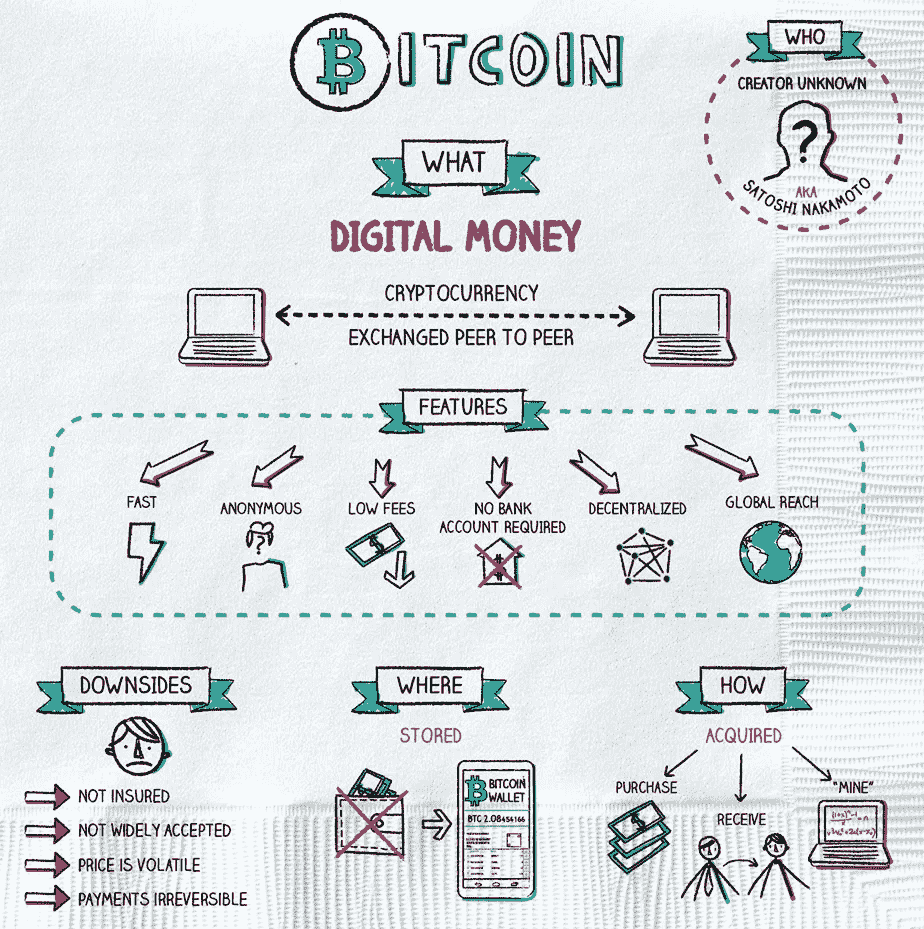 BITCOIN
WHO
CREATOR UNKNOWN
?
AKA
SATOSHI NAKAMOTO
WHAT
DIGITAL MONEY
CRYPTOCURRENCY
EXCHANGED PEER TO PEER
FEATURES
FAST
ANONYMOUS
?
LOW FEES
$
NO BANK
ACCOUNT REQUIRED
$
DECENTRALIZED
GLOBAL REACH
DOWNSIDES
NOT INSURED
NOT WIDELY ACCEPTED
PRICE IS VOLATILE
PAYMENTS IRREVERSIBLE
WHERE
STORED
BITCOIN
WALLET
BTC 2.08454166
HOW
ACQUIRED
PURCHASE
RECEIVE
"MINE"